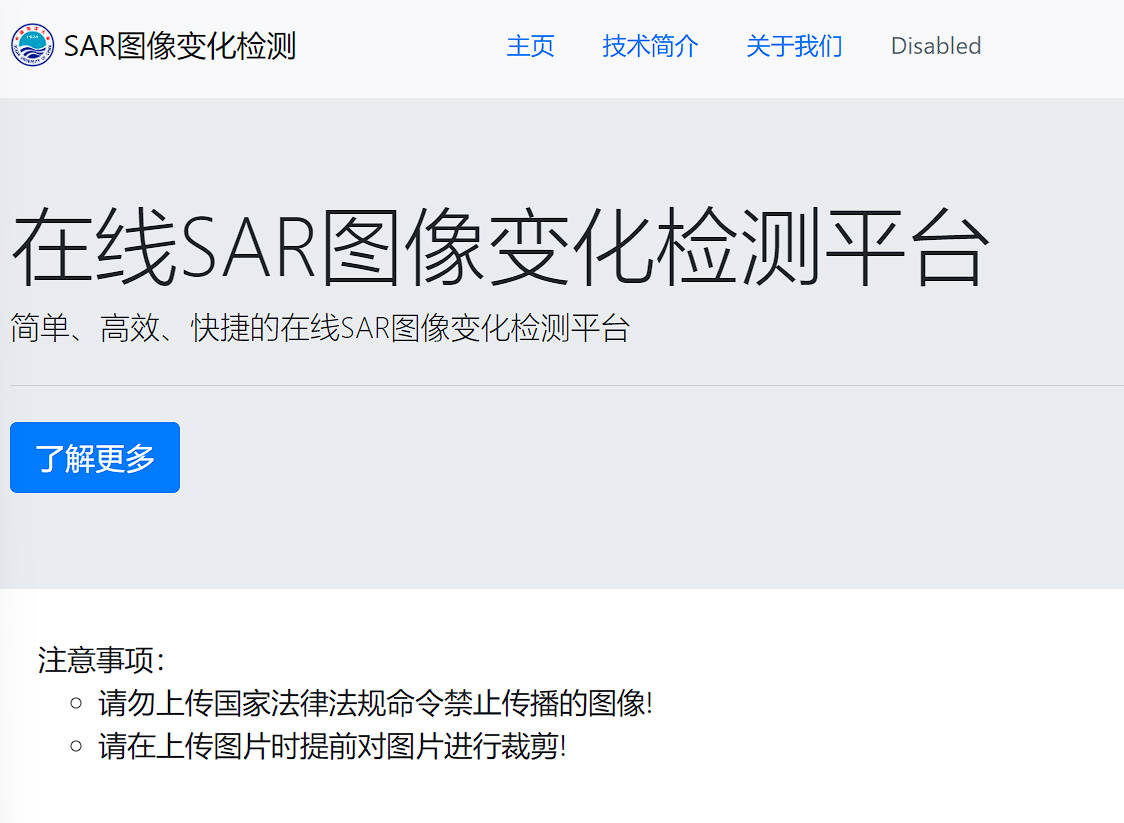 SAR图像变化检测 主页 技术简介 关于我们 Disabled
在线SAR图像变化检测平台
简单、高效、快捷的在线SAR图像变化检测平台
了解更多
注意事项：
请勿上传国家法律法规命令禁止传播的图像!
请在上传图片时提前对图片进行裁剪!